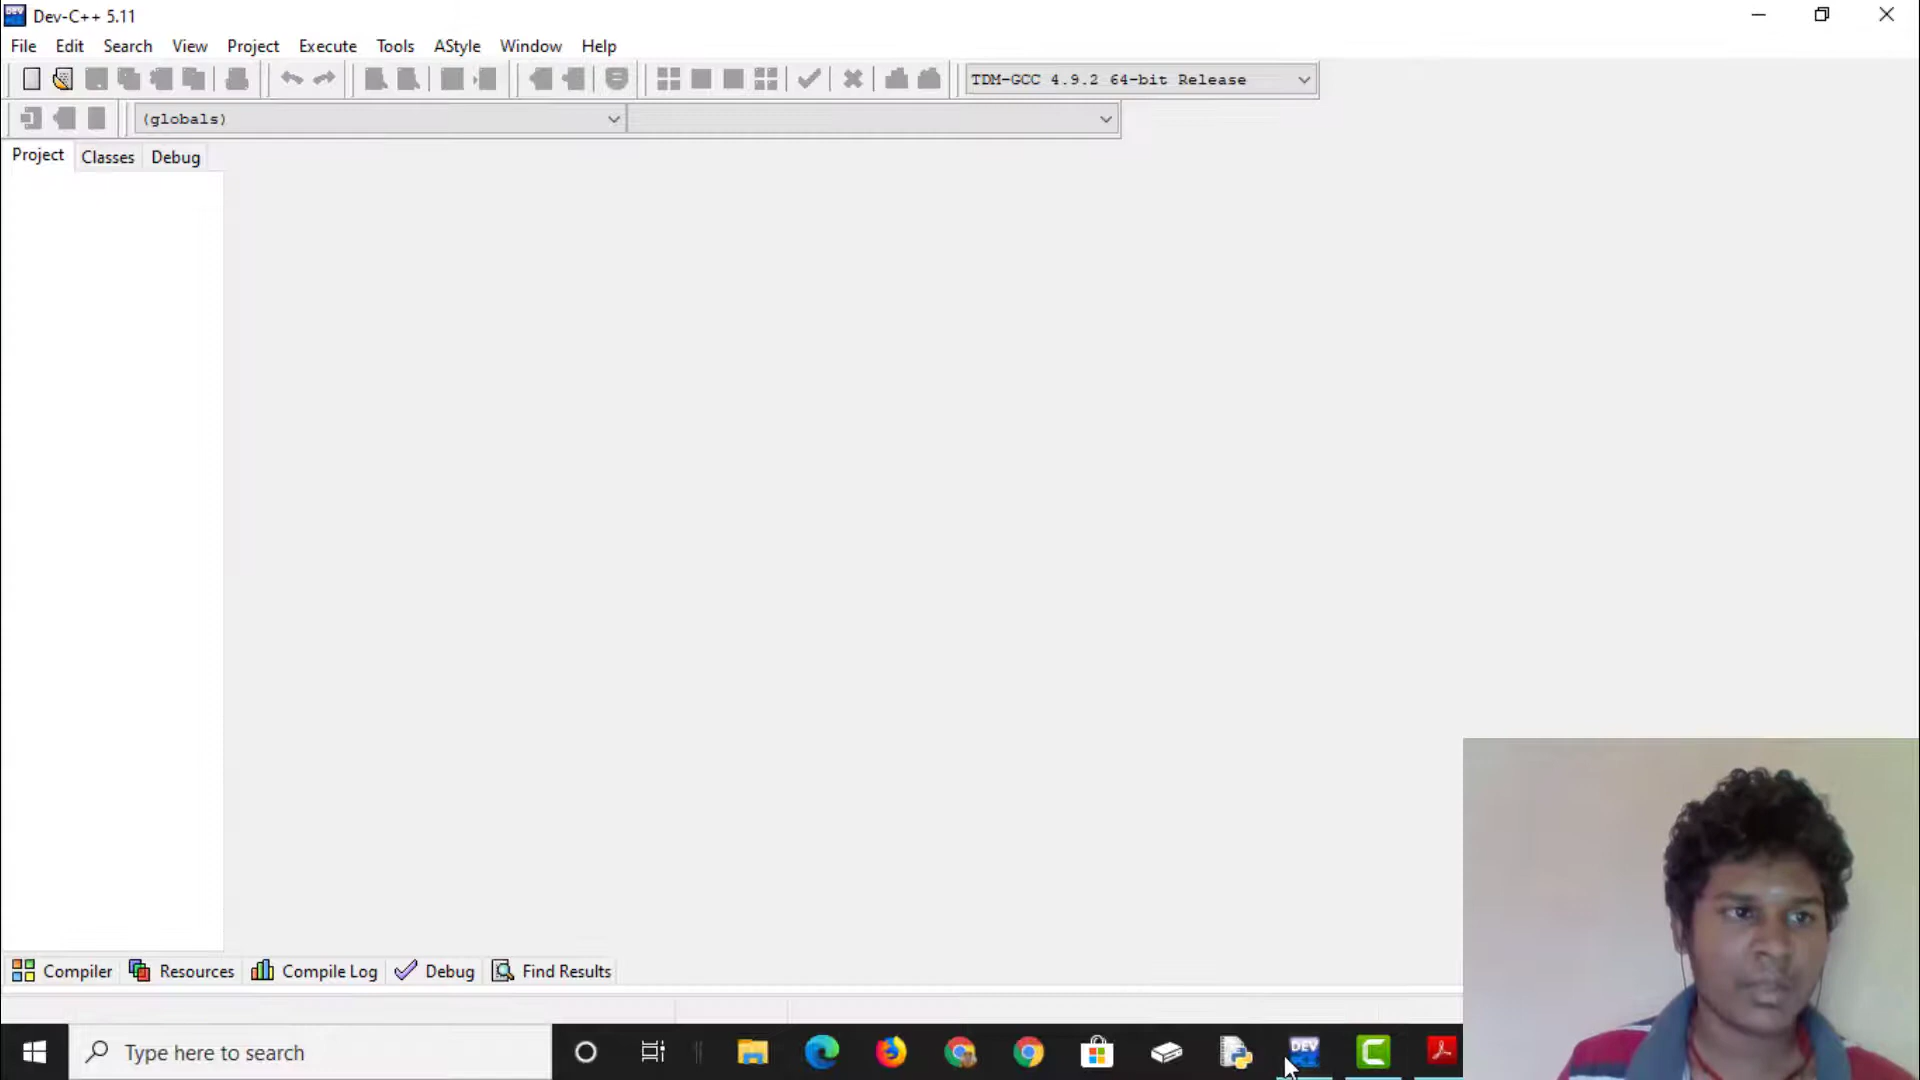 Dev-C++ 5.11
File Edit Search View Project Execute Tools AStyle Window Help
TDM-GCC 4.9.2 64-bit Release
(globals)
Project Classes Debug
Compiler Resources Compile Log Debug Find Results
Type here to search
DEV